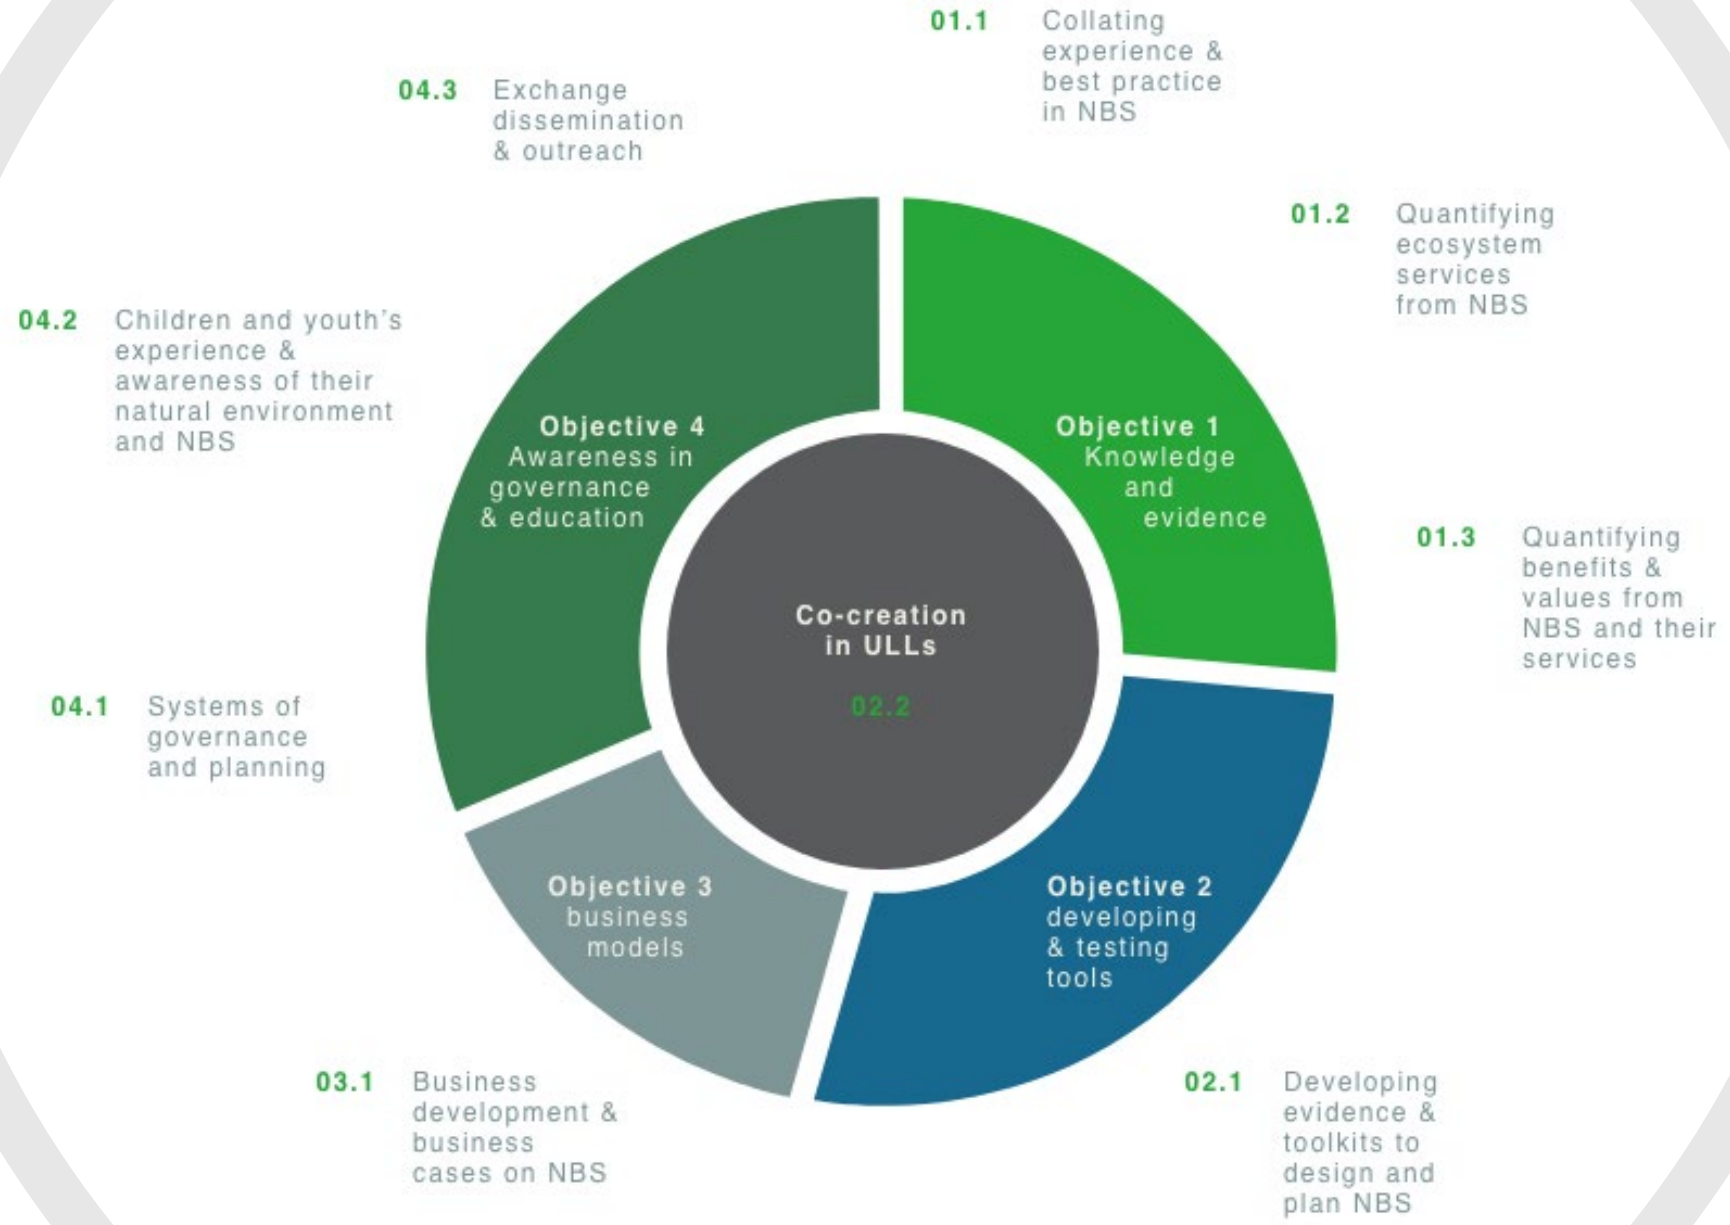 01.1 Collating
experience &
best practice
in NBS
01.2 Quantifying
ecosystem
services
from NBS
01.3 Quantifying
benefits &
values from
NBS and their
services
02.1 Developing
evidence &
toolkits to
design and
plan NBS
03.1 Business
development &
business
cases on NBS
04.1 Systems of
governance
and planning
04.2 Children and youth’s
experience &
awareness of their
natural environment
and NBS
04.3 Exchange
dissemination
& outreach
Objective 1
Knowledge
and
evidence
Objective 2
developing
& testing
tools
Objective 3
business
models
Objective 4
Awareness in
governance
& education
Co-creation
in ULLs
02.2